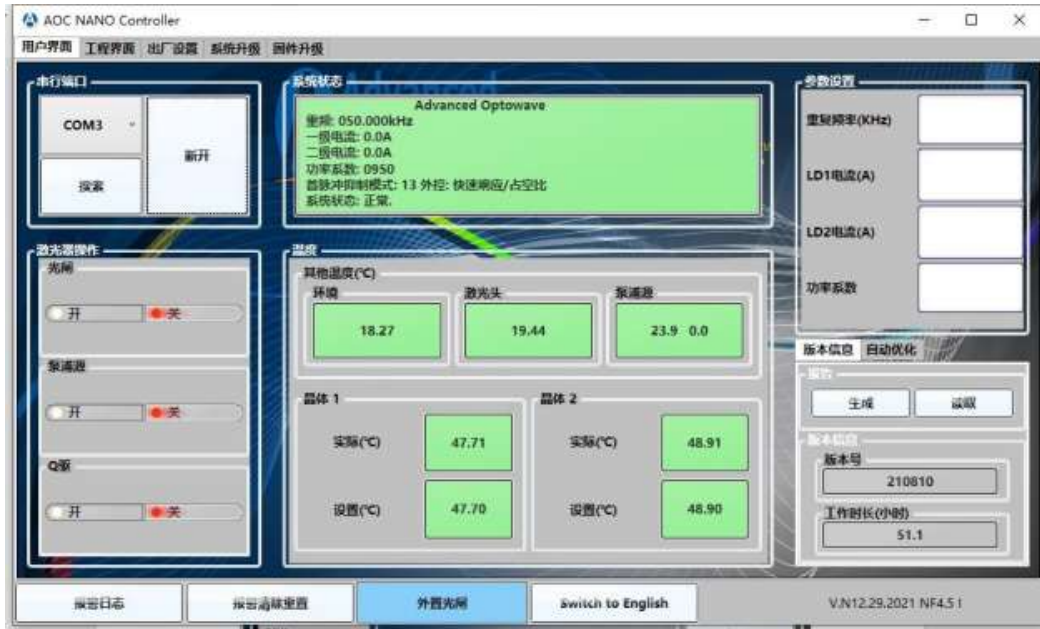 AOC NANO Controller
用户界面 工程界面 出厂设置 系统升级 固件升级
串行端口
COM3
断开
搜索
系统状态
Advanced Optowave
重频: 050.000kHz
一级电流: 0.0A
二级电流: 0.0A
功率系数: 0950
首脉冲抑制模式: 13 外控: 快速响应/占空比
系统状态: 正常.
参数设置
重复频率(KHz)
LD1电流(A)
LD2电流(A)
功率系数
激光器操作
光闸
开 关
泵浦源
开 关
Q驱
开 关
温度
其他温度(℃)
环境 激光头 泵浦源
18.27 19.44 23.9 0.0
晶体 1 晶体 2
实际(℃) 47.71 实际(℃) 48.91
设置(℃) 47.70 设置(℃) 48.90
版本信息 自动优化
报告
生成 读取
版本信息
版本号
210810
工作时长(小时)
51.1
报警日志 报警清除重置 外置光闸 Switch to English V.N12.29.2021 NF4.5 I